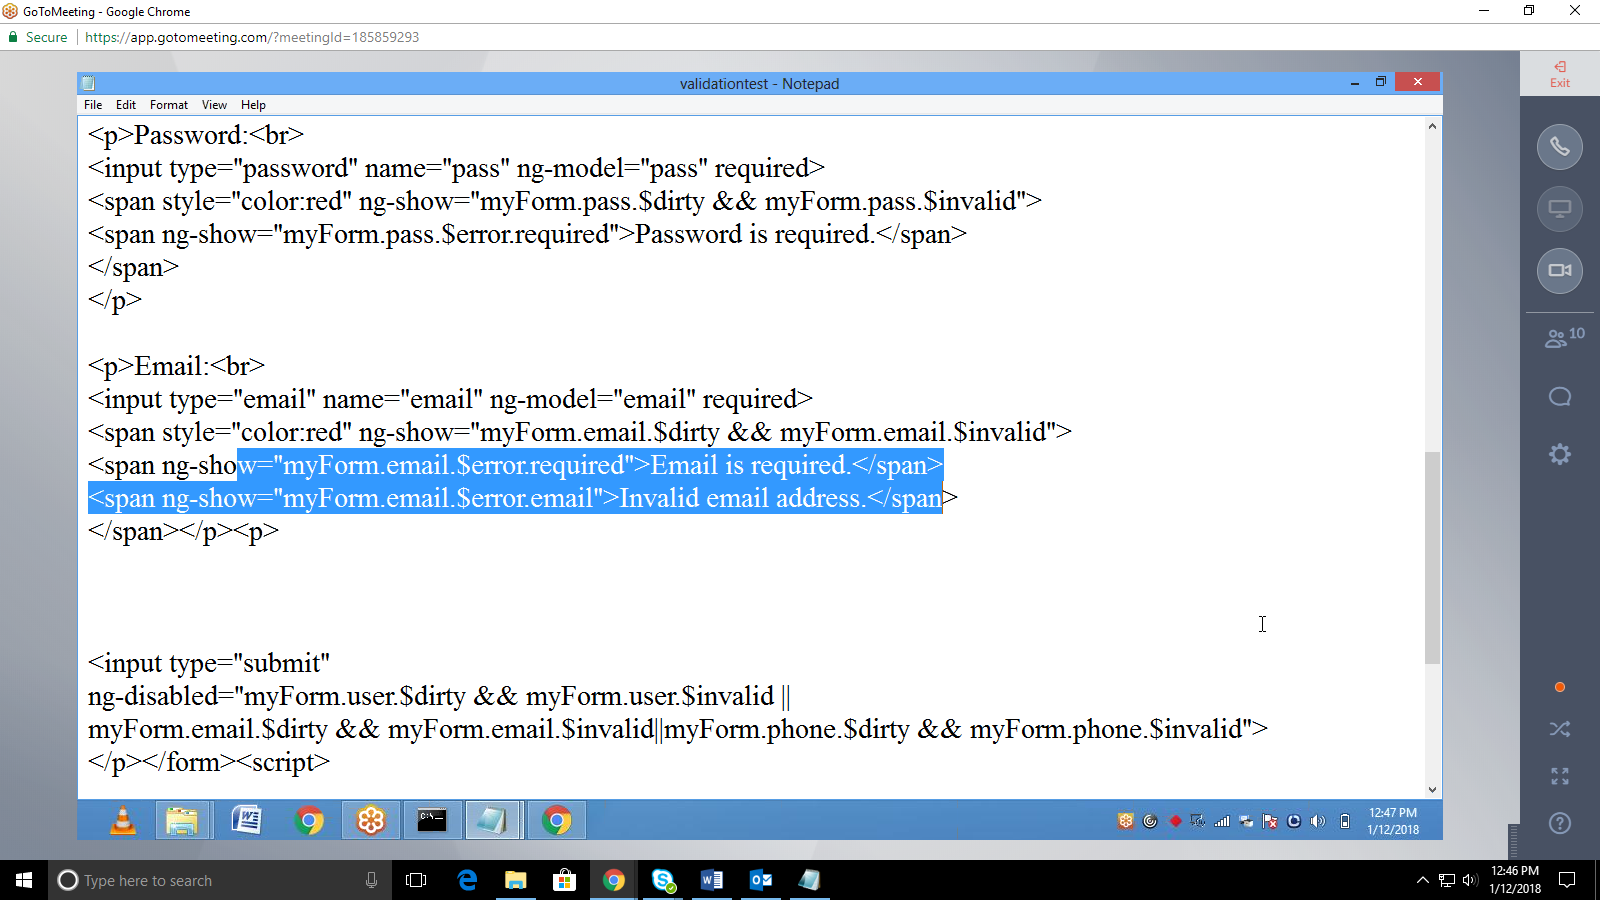 GoToMeeting - Google Chrome
Secure | https://app.gotomeeting.com/?meetingId=185859293
Exit
validationtest - Notepad
File Edit Format View Help
<p>Password:<br>
<input type="password" name="pass" ng-model="pass" required>
<span style="color:red" ng-show="myForm.pass.$dirty && myForm.pass.$invalid">
<span ng-show="myForm.pass.$error.required">Password is required.</span>
</span>
</p>
<p>Email:<br>
<input type="email" name="email" ng-model="email" required>
<span style="color:red" ng-show="myForm.email.$dirty && myForm.email.$invalid">
<span ng-show="myForm.email.$error.required">Email is required.</span>
<span ng-show="myForm.email.$error.email">Invalid email address.</span>
</span></p><p>
<input type="submit"
ng-disabled="myForm.user.$dirty && myForm.user.$invalid ||
myForm.email.$dirty && myForm.email.$invalid||myForm.phone.$dirty && myForm.phone.$invalid">
</p></form><script>
10
12:47 PM
1/12/2018
Type here to search
12:46 PM
1/12/2018